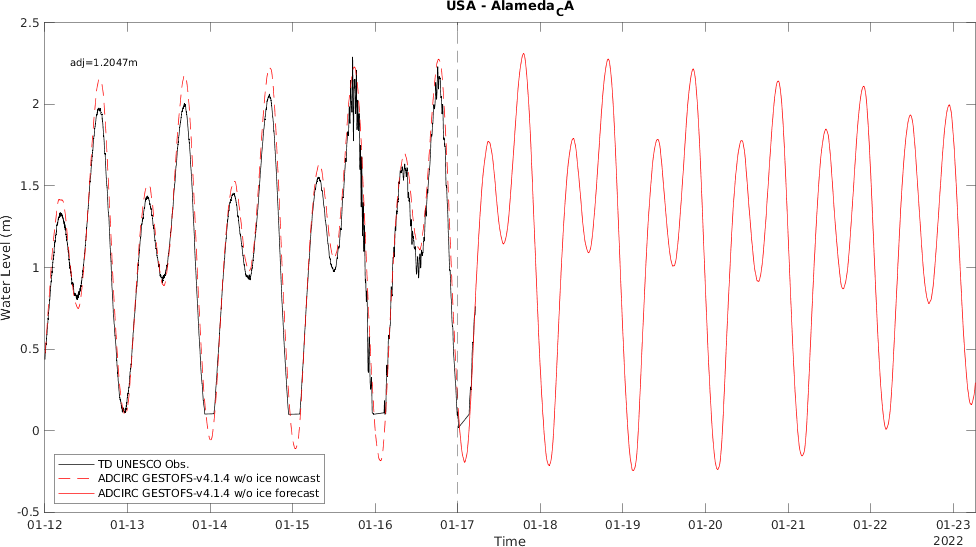 USA - Alameda_CA
2.5
adj=1.2047m
2
1.5
1
0.5
0
-0.5
Water Level (m)
TD UNESCO Obs.
ADCIRC GESTOFS-v4.1.4 w/o ice nowcast
ADCIRC GESTOFS-v4.1.4 w/o ice forecast
01-12 01-13 01-14 01-15 01-16 01-17 01-18 01-19 01-20 01-21 01-22 01-23
Time
2022